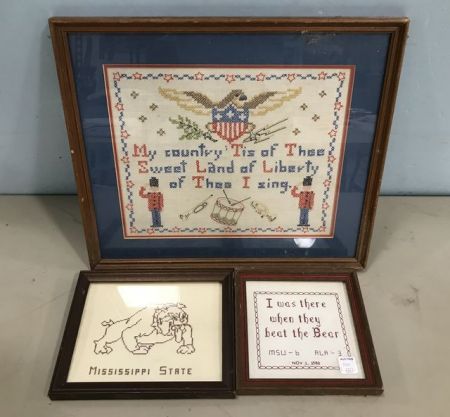 My country 'Tis of Thee
Sweet Land of Liberty
of Thee I sing.
MISSISSIPPI STATE
I was there
when they
beat the Bear
MSU-6 ALA-3
NOV 1, 1980